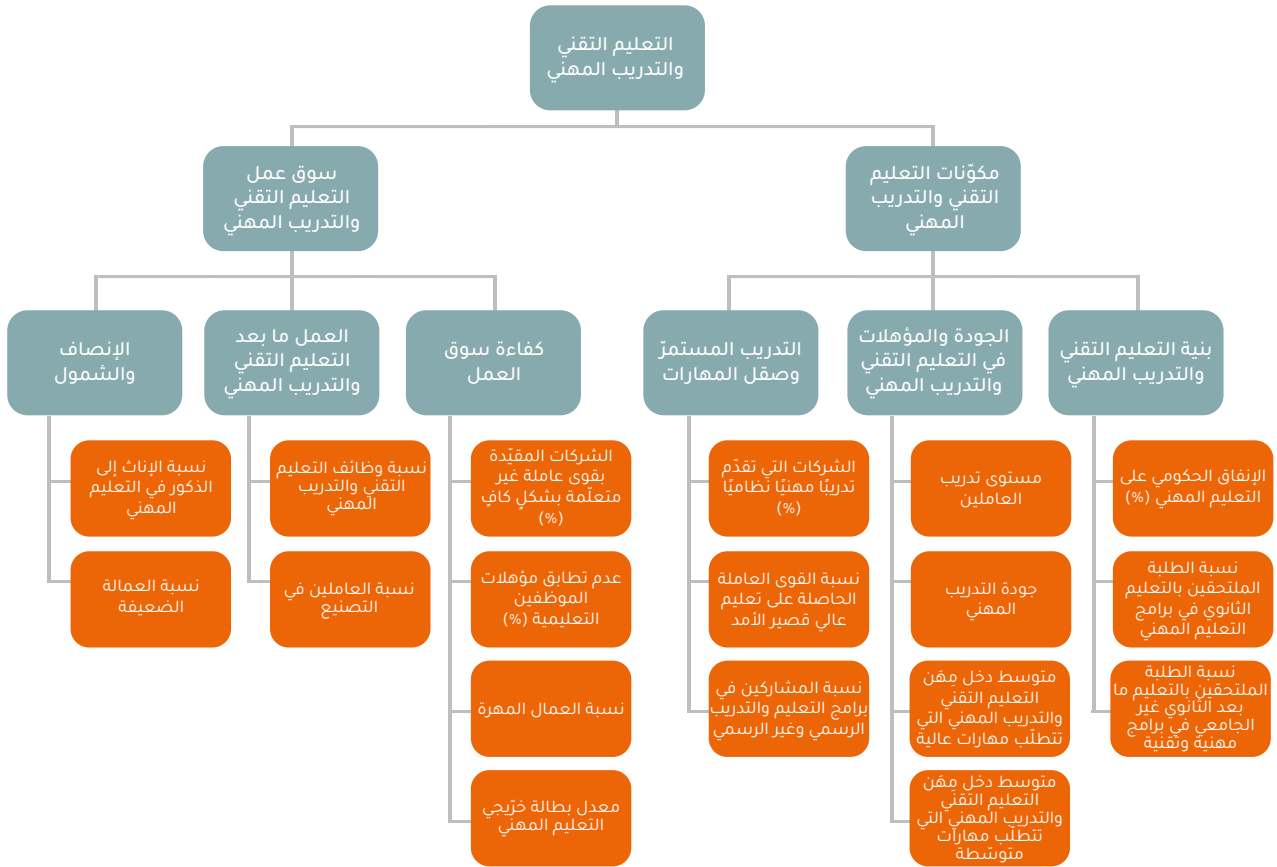 التعليم التقني
والتدريب المهني
مكوّنات التعليم
التقني والتدريب
المهني
سوق عمل
التعليم التقني
والتدريب المهني
بنية التعليم التقني
والتدريب المهني
الجودة والمؤهلات
في التعليم التقني
والتدريب المهني
التدريب المستمرّ
وصقل المهارات
كفاءة سوق
العمل
العمل ما بعد
التعليم التقني
والتدريب المهني
الإنصاف
والشمول
الإنفاق الحكومي على
التعليم المهني (%)
نسبة الطلبة
الملتحقين بالتعليم
الثانوي في برامج
التعليم المهني
نسبة الطلبة
الملتحقين بالتعليم ما
بعد الثانوي غير
الجامعي في برامج
مهنية وتقنية
مستوى تدريب
العاملين
جودة التدريب
المهني
متوسط دخل مِهَن
التعليم التقني
والتدريب المهني التي
تتطلّب مهارات عالية
متوسط دخل مِهَن
التعليم التقني
والتدريب المهني التي
تتطلّب مهارات
متوسّطة
الشركات التي تقدّم
تدريبًا مهنيًا نظاميًا
(%)
نسبة القوى العاملة
الحاصلة على تعليم
عالي قصير الأمد
نسبة المشاركين في
برامج التعليم والتدريب
الرسمي وغير الرسمي
الشركات المقيّدة
بقوى عاملة غير
متعلّمة بشكلٍ كافٍ
(%)
عدم تطابق مؤهلات
الموظفين
التعليمية (%)
نسبة العمال المهرة
معدل بطالة خرّيجي
التعليم المهني
نسبة وظائف التعليم
التقني والتدريب
المهني
نسبة العاملين في
التصنيع
نسبة الإناث إلى
الذكور في التعليم
المهني
نسبة العمالة
الضعيفة